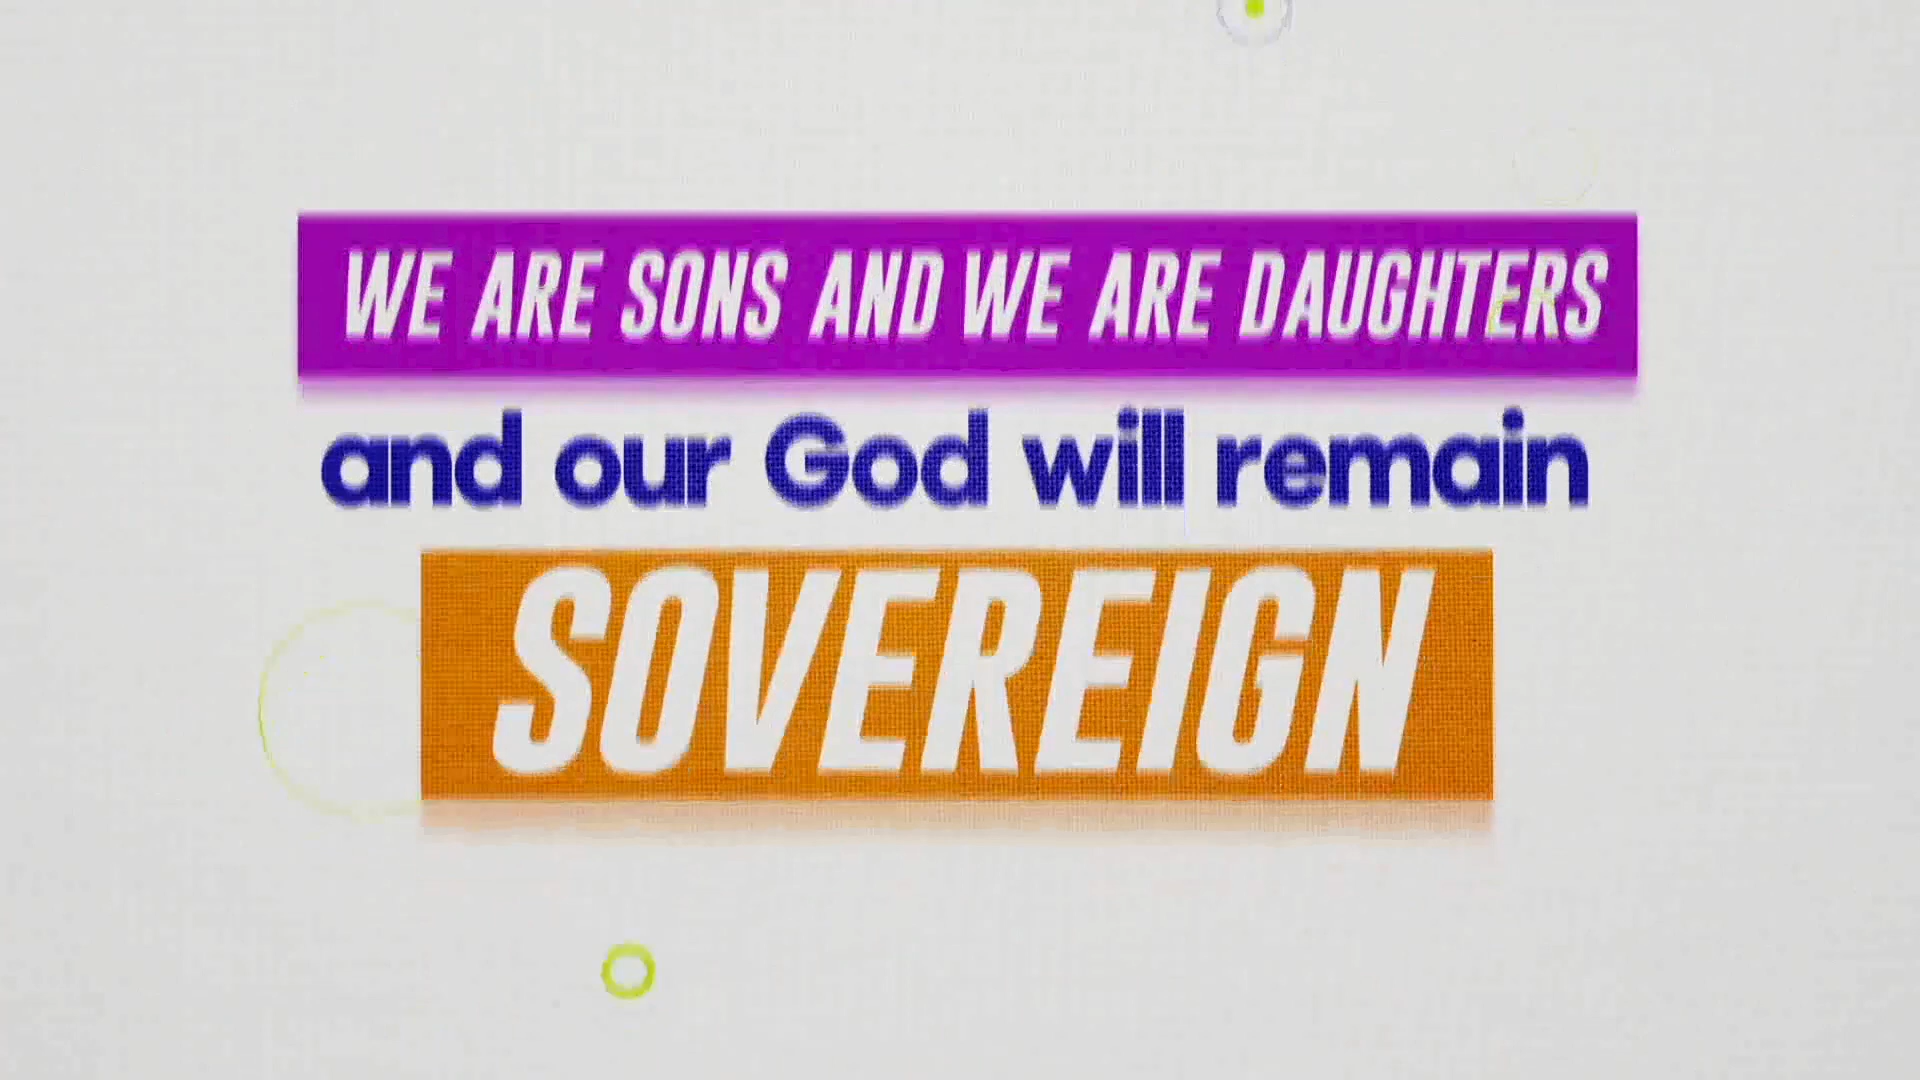 WE ARE SONS AND WE ARE DAUGHTERS
and our God will remain
SOVEREIGN